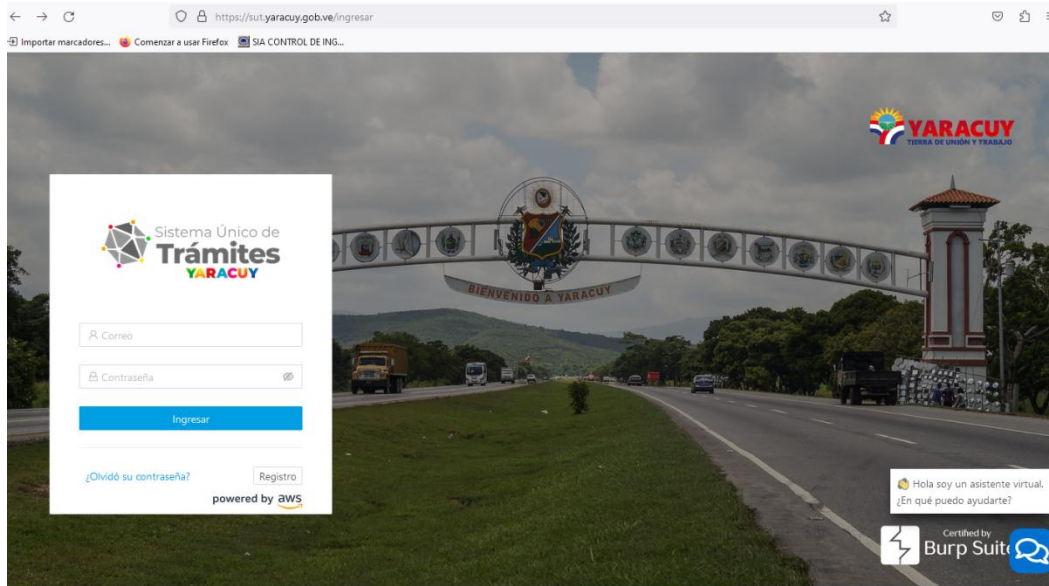 https://sut.yaracuy.gob.ve/ingresar
Importar marcadores... Comenzar a usar Firefox SIA CONTROL DE ING...
YARACUY
TIERRA DE UNIÓN Y TRABAJO
Sistema Único de
Trámites
YARACUY
BIENVENIDO A YARACUY
Correo
Contraseña
Ingresar
¿Olvidó su contraseña? Registro
powered by aws
Hola soy un asistente virtual.
¿En qué puedo ayudarte?
Certified by
Burp Suite